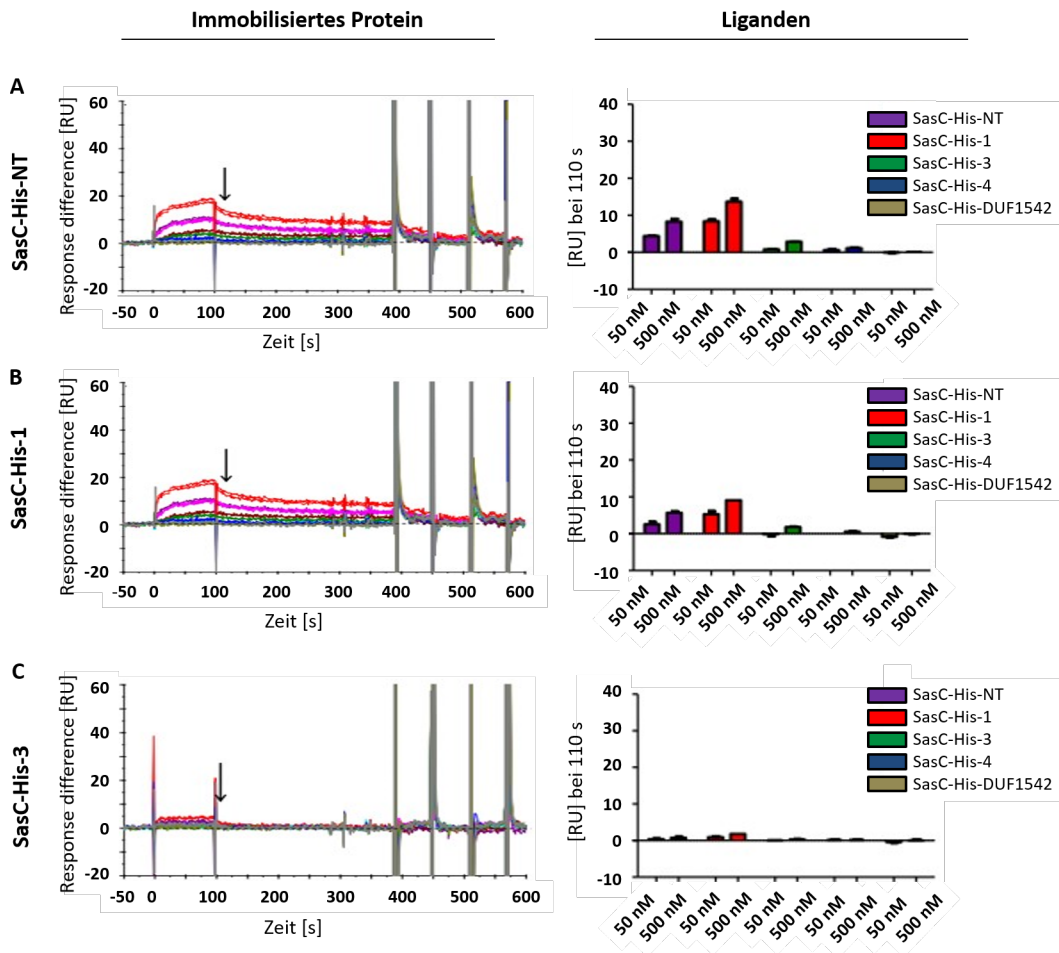 Immobilisiertes Protein
Liganden
A
SasC-His-NT
Response difference [RU]
60
40
20
0
-20
-50 0 100 200 300 400 500 600
Zeit [s]
[RU] bei 110 s
40
30
20
10
0
-10
50 nM 500 nM 50 nM 500 nM 50 nM 500 nM 50 nM 500 nM 50 nM 500 nM
SasC-His-NT
SasC-His-1
SasC-His-3
SasC-His-4
SasC-His-DUF1542
B
SasC-His-1
Response difference [RU]
60
40
20
0
-20
-50 0 100 200 300 400 500 600
Zeit [s]
[RU] bei 110 s
40
30
20
10
0
-10
50 nM 500 nM 50 nM 500 nM 50 nM 500 nM 50 nM 500 nM 50 nM 500 nM
SasC-His-NT
SasC-His-1
SasC-His-3
SasC-His-4
SasC-His-DUF1542
C
SasC-His-3
Response difference [RU]
60
40
20
0
-20
-50 0 100 200 300 400 500 600
Zeit [s]
[RU] bei 110 s
40
30
20
10
0
-10
50 nM 500 nM 50 nM 500 nM 50 nM 500 nM 50 nM 500 nM 50 nM 500 nM
SasC-His-NT
SasC-His-1
SasC-His-3
SasC-His-4
SasC-His-DUF1542